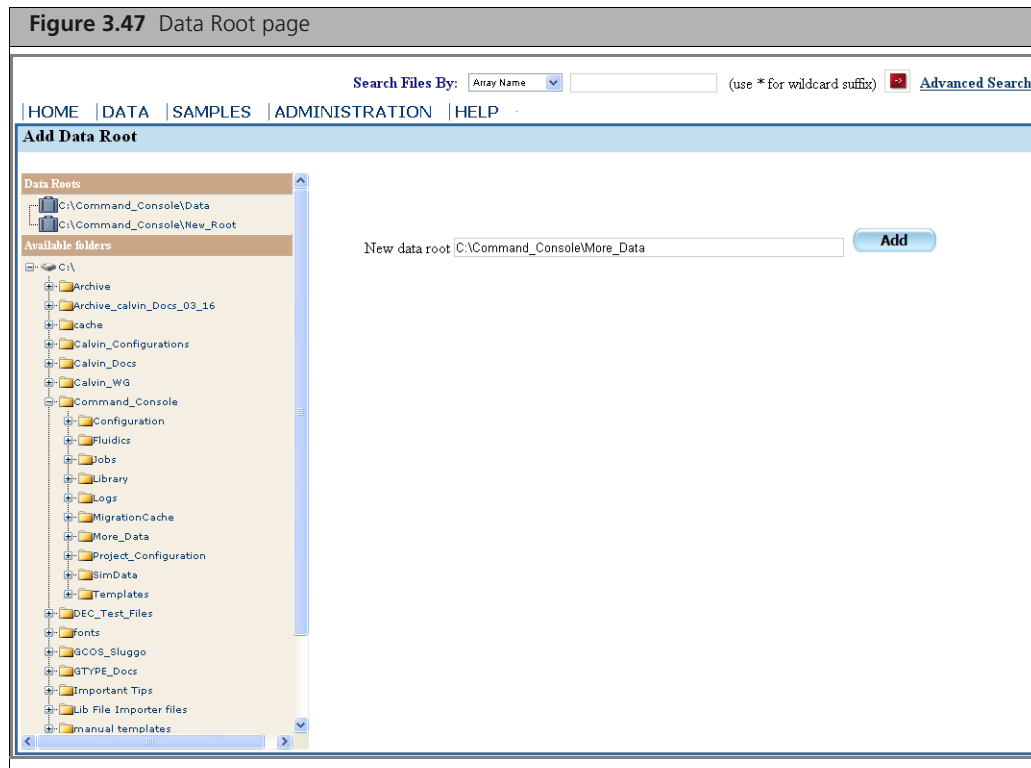 Figure 3.47 Data Root page
Search Files By: Array Name (use * for wildcard suffix) Advanced Search
|HOME |DATA |SAMPLES |ADMINISTRATION |HELP
Add Data Root
Data Roots
C:\Command_Console\Data
C:\Command_Console\New_Root
Available folders
C:\
Archive
Archive_calvin_Docs_03_16
cache
Calvin_Configurations
Calvin_Docs
Calvin_WG
Command_Console
Configuration
Fluidics
Jobs
Library
Logs
MigrationCache
More_Data
Project_Configuration
SimData
Templates
DEC_Test_Files
fonts
GCOS_Sluggo
GTYPE_Docs
Important Tips
Lib File Importer files
manual templates
New data root C:\Command_Console\More_Data Add